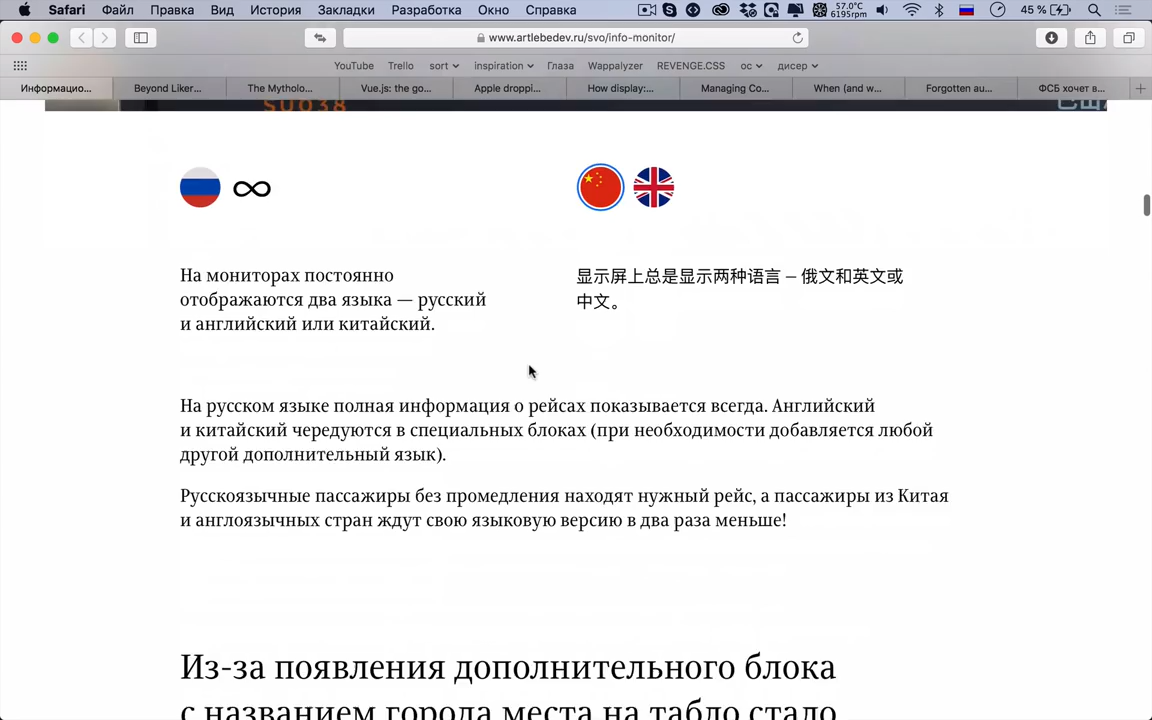 Safari Файл Правка Вид История Закладки Разработка Окно Справка 57.0°C 6195rpm 45 %
www.artlebedev.ru/svo/info-monitor/
YouTube Trello sort inspiration Глаза Wappalyzer REVENGE.CSS ос дисер
Информацио... Beyond Liker... The Mytholo... Vue.js: the go... Apple droppi... How display:... Managing Co... When (and w... Forgotten au... ФСБ хочет в...
На мониторах постоянно
отображаются два языка — русский
и английский или китайский.
显示屏上总是显示两种语言 – 俄文和英文或
中文。
На русском языке полная информация о рейсах показывается всегда. Английский
и китайский чередуются в специальных блоках (при необходимости добавляется любой
другой дополнительный язык).
Русскоязычные пассажиры без промедления находят нужный рейс, а пассажиры из Китая
и англоязычных стран ждут свою языковую версию в два раза меньше!
Из-за появления дополнительного блока
с названием города места на табло стало